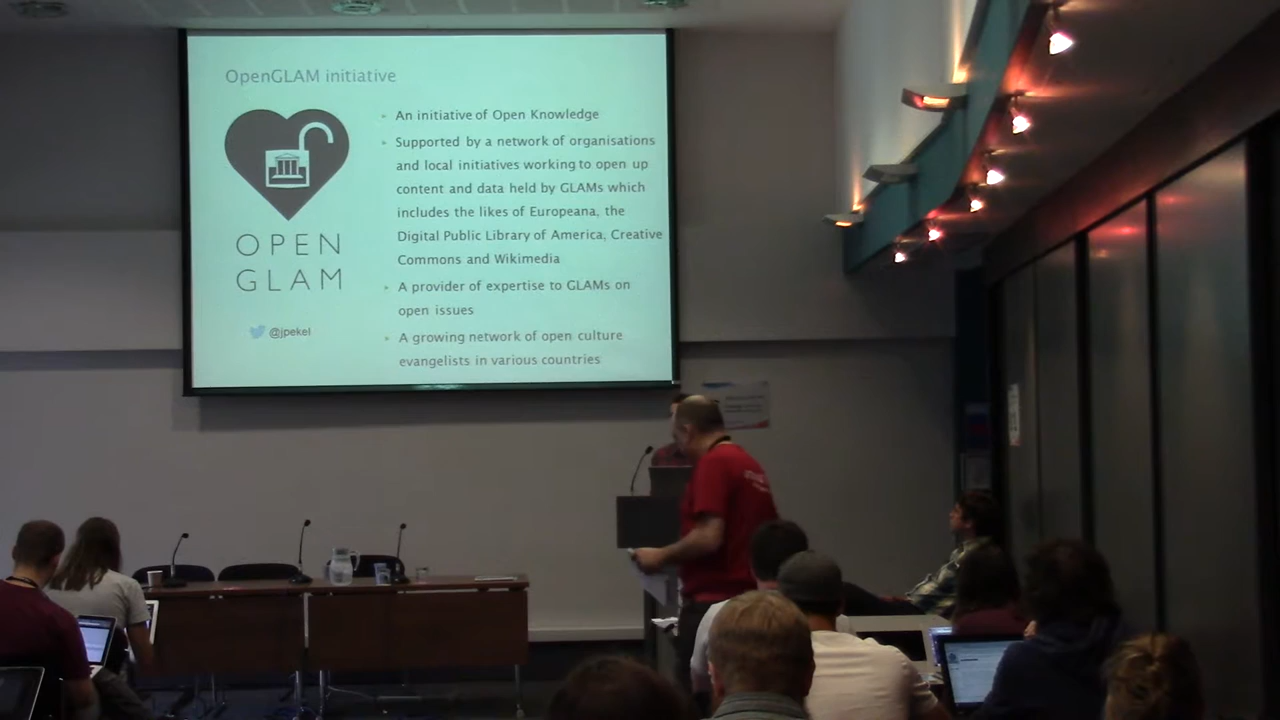 OpenGLAM initiative
An initiative of Open Knowledge
Supported by a network of organisations
and local initiatives working to open up
content and data held by GLAMs which
includes the likes of Europeana, the
Digital Public Library of America, Creative
Commons and Wikimedia
A provider of expertise to GLAMs on
open issues
A growing network of open culture
evangelists in various countries
OPEN
GLAM
@jpekel